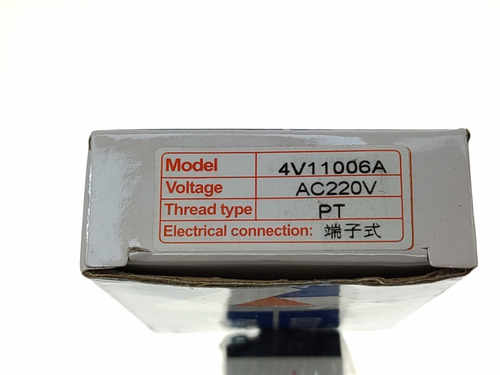 Model 4V11006A
Voltage AC220V
Thread type PT
Electrical connection: 端子式